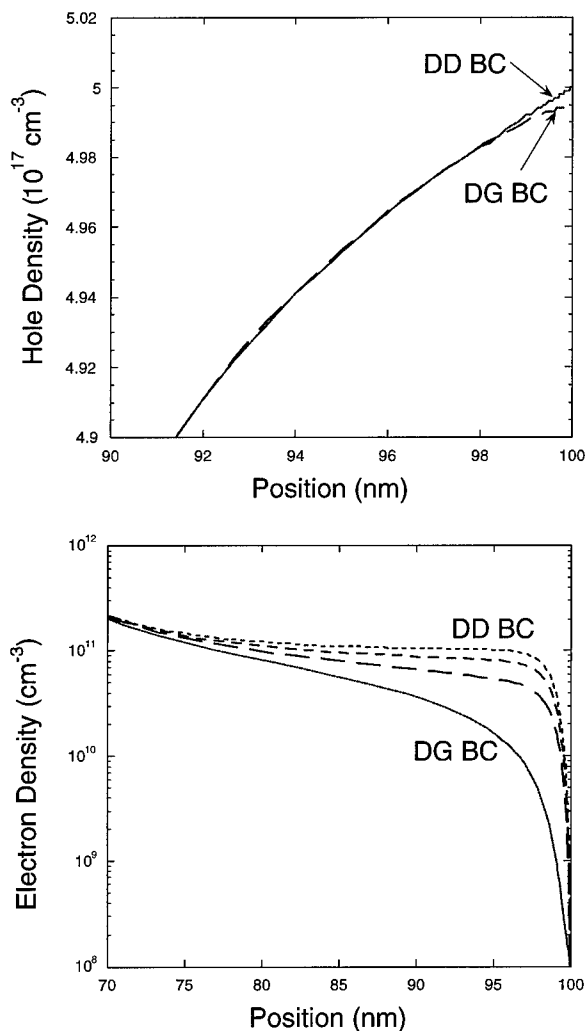 5.02
5
4.98
4.96
4.94
4.92
4.9
Hole Density (10^17 cm^-3)
DD BC
DG BC
90 92 94 96 98 100
Position (nm)
10^12
10^11
10^10
10^9
10^8
Electron Density (cm^-3)
DD BC
DG BC
70 75 80 85 90 95 100
Position (nm)